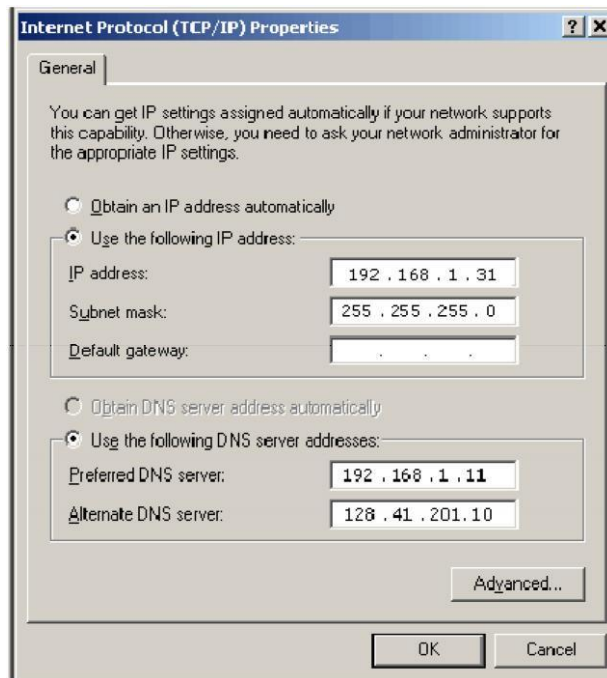 Internet Protocol (TCP/IP) Properties
General
You can get IP settings assigned automatically if your network supports
this capability. Otherwise, you need to ask your network administrator for
the appropriate IP settings.
Obtain an IP address automatically
Use the following IP address:
IP address: 192 . 168 . 1 . 31
Subnet mask: 255 . 255 . 255 . 0
Default gateway: . . .
Obtain DNS server address automatically
Use the following DNS server addresses:
Preferred DNS server: 192 . 168 . 1 . 11
Alternate DNS server: 128 . 41 . 201. 10
Advanced...
OK Cancel